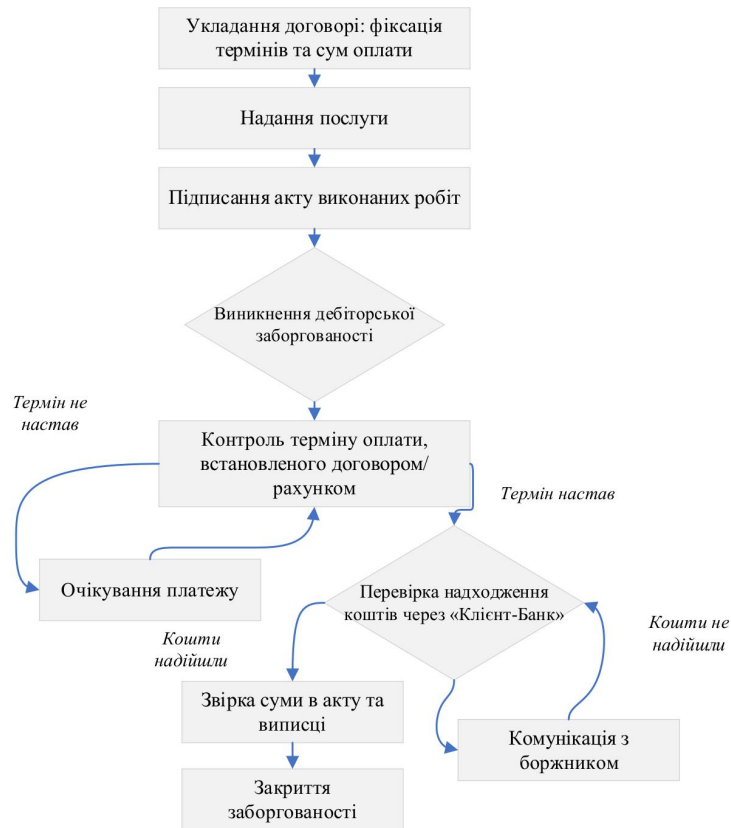 Укладання договорі: фіксація
термінів та сум оплати
Надання послуги
Підписання акту виконаних робіт
Виникнення дебіторської
заборгованості
Термін не
настав
Контроль терміну оплати,
встановленого договором/
рахунком
Термін настав
Очікування платежу
Перевірка надходження
коштів через «Клієнт-Банк»
Кошти
надійшли
Кошти не
надійшли
Звірка суми в акту та
виписці
Комунікація з
боржником
Закриття
заборгованості